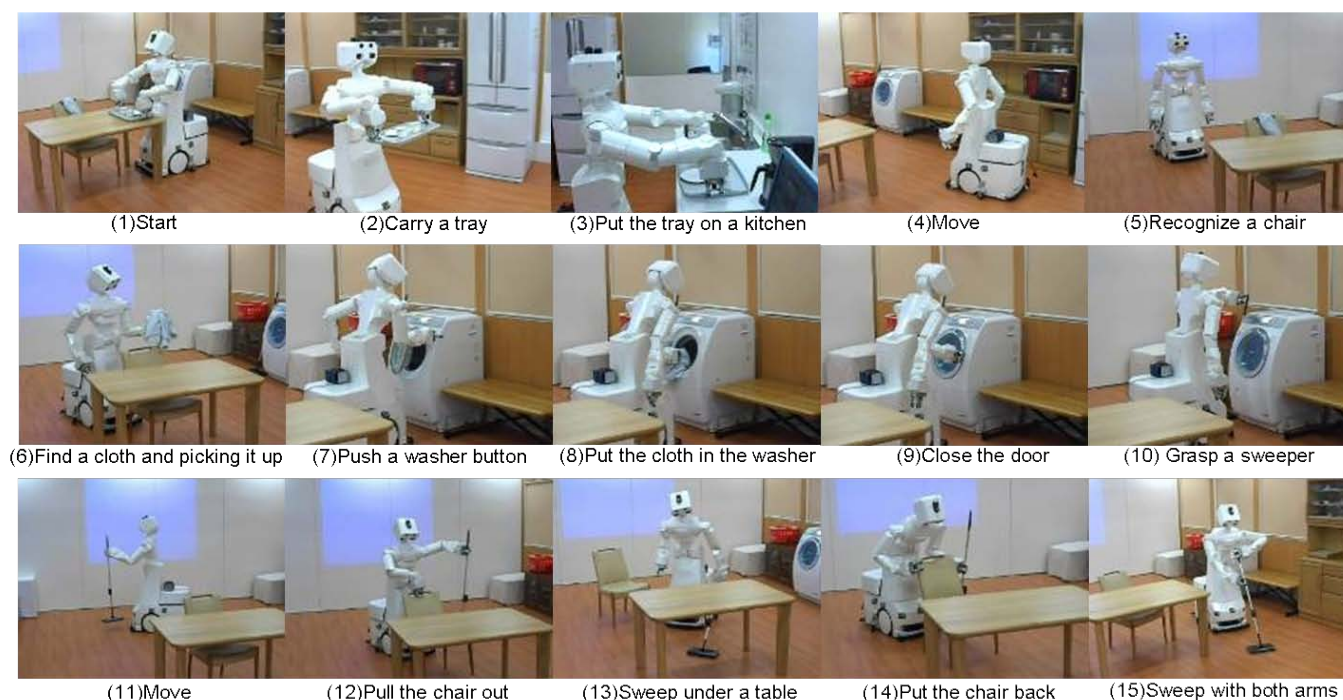 (1)Start
(2)Carry a tray
(3)Put the tray on a kitchen
(4)Move
(5)Recognize a chair
(6)Find a cloth and picking it up
(7)Push a washer button
(8)Put the cloth in the washer
(9)Close the door
(10) Grasp a sweeper
(11)Move
(12)Pull the chair out
(13)Sweep under a table
(14)Put the chair back
(15)Sweep with both arms